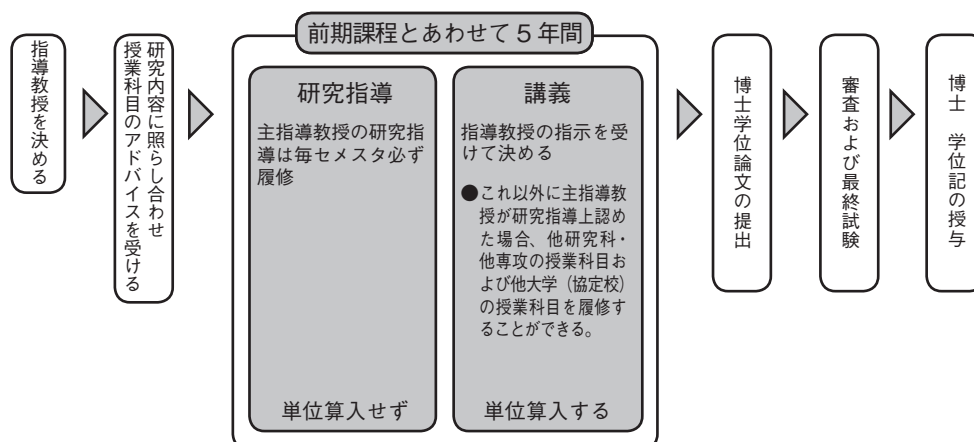 指導教授を決める
研究内容に照らし合わせ
授業科目のアドバイスを受ける
前期課程とあわせて5年間
研究指導
主指導教授の研究指
導は毎セメスタ必ず
履修
単位算入せず
講義
指導教授の指示を受
けて決める
●これ以外に主指導教
授が研究指導上認め
た場合、他研究科・
他専攻の授業科目お
よび他大学（協定校）
の授業科目を履修す
ることができる。
単位算入する
博士学位論文の提出
審査および最終試験
博士　学位記の授与